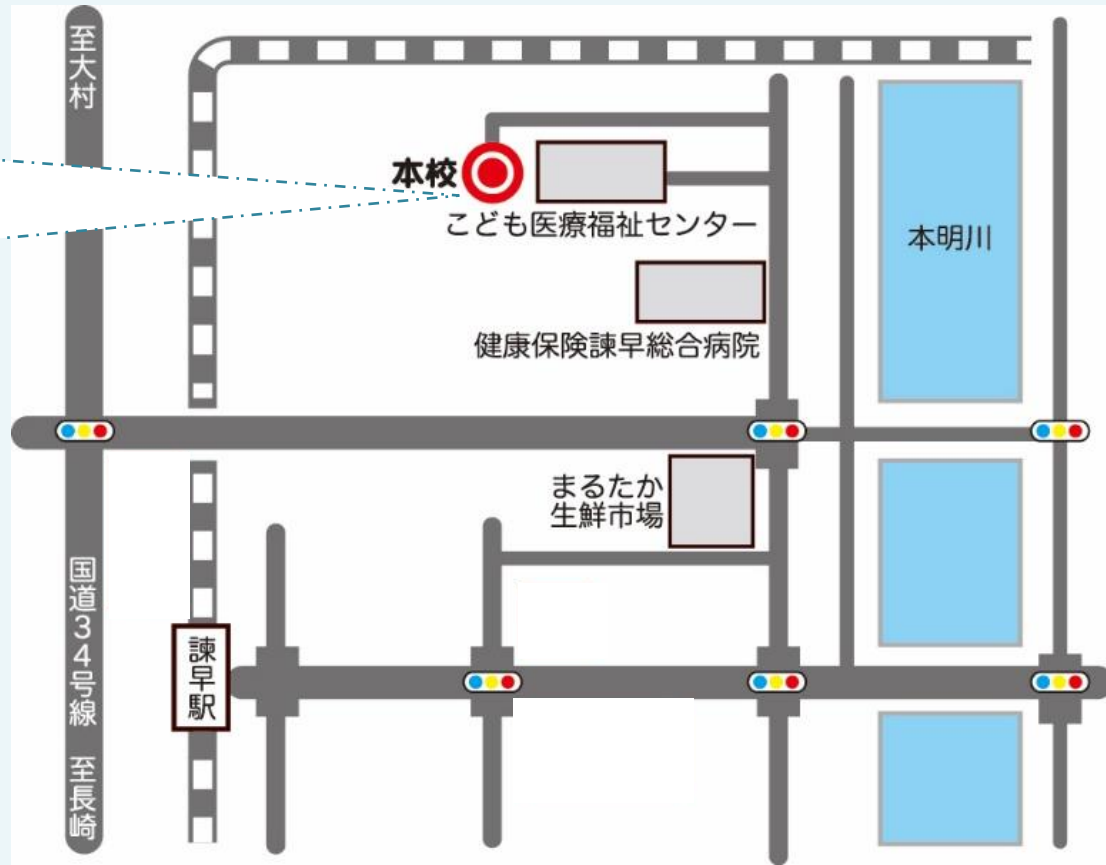 至大村
本校
こども医療福祉センター
本明川
健康保険諫早総合病院
まるたか
生鮮市場
国道34号線　至長崎
諫早駅